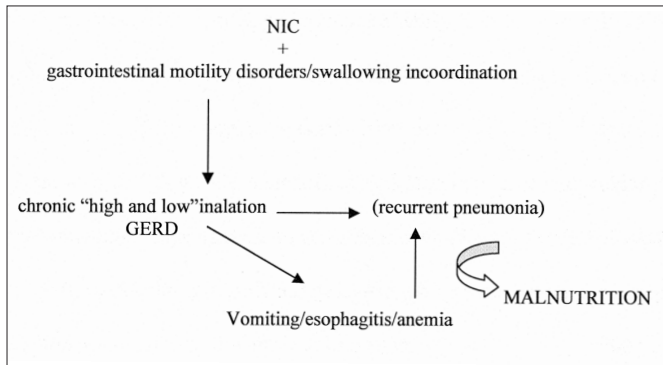 NIC
+
gastrointestinal motility disorders/swallowing incoordination
chronic “high and low”inalation
GERD
(recurrent pneumonia)
Vomiting/esophagitis/anemia
MALNUTRITION